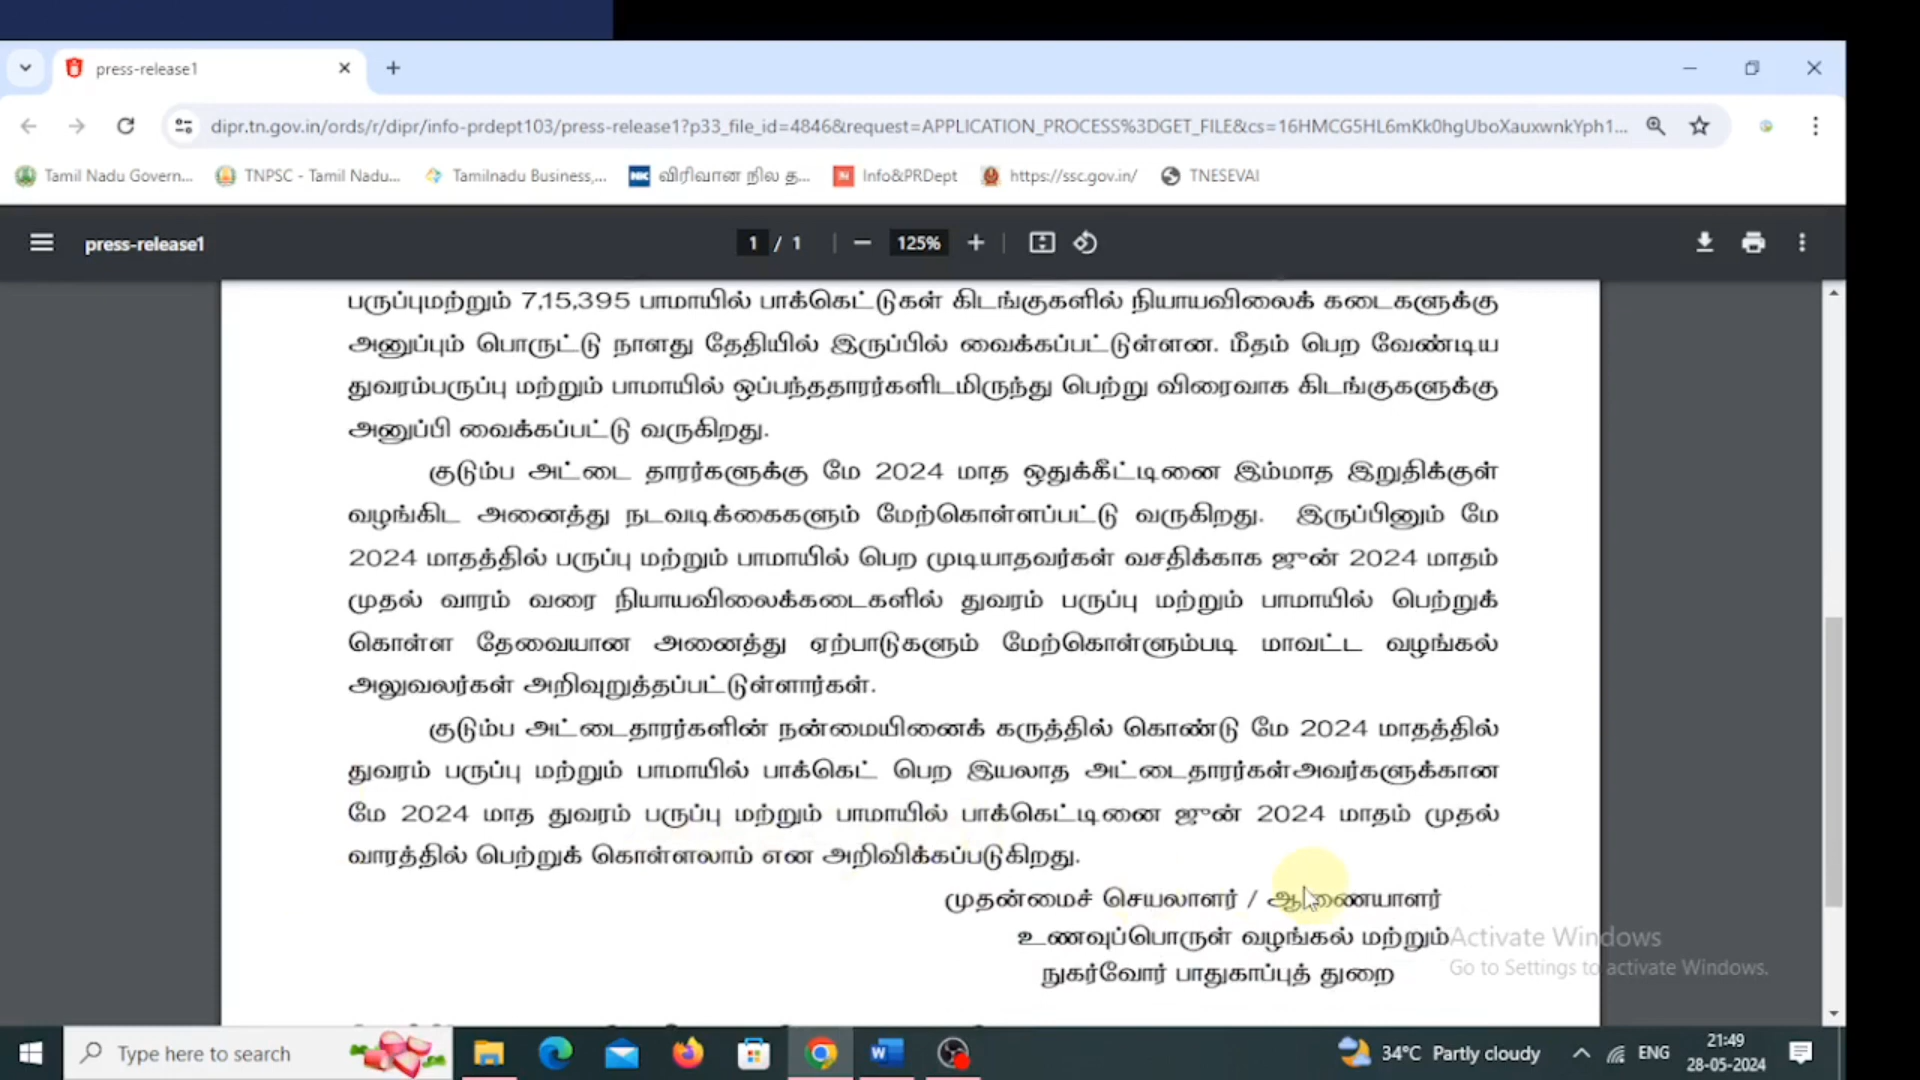 press-release1
dipr.tn.gov.in/ords/r/dipr/info-prdept103/press-release1?p33_file_id=4846&request=APPLICATION_PROCESS%3DGET_FILE&cs=16HMCG5HL6mKk0hgUboXauxwnkYph1...
Tamil Nadu Govern... TNPSC - Tamil Nadu... Tamilnadu Business,... விரிவான நில த... Info&PRDept https://ssc.gov.in/ TNESEVAI
press-release1 1 / 1 125%
பருப்புமற்றும் 7,15,395 பாமாயில் பாக்கெட்டுகள் கிடங்குகளில் நியாயவிலைக் கடைகளுக்கு
அனுப்பும் பொருட்டு நாளது தேதியில் இருப்பில் வைக்கப்பட்டுள்ளன. மீதம் பெற வேண்டிய
துவரம்பருப்பு மற்றும் பாமாயில் ஒப்பந்ததாரர்களிடமிருந்து பெற்று விரைவாக கிடங்குகளுக்கு
அனுப்பி வைக்கப்பட்டு வருகிறது.
குடும்ப அட்டை தாரர்களுக்கு மே 2024 மாத ஒதுக்கீட்டினை இம்மாத இறுதிக்குள்
வழங்கிட அனைத்து நடவடிக்கைகளும் மேற்கொள்ளப்பட்டு வருகிறது. இருப்பினும் மே
2024 மாதத்தில் பருப்பு மற்றும் பாமாயில் பெற முடியாதவர்கள் வசதிக்காக ஜுன் 2024 மாதம்
முதல் வாரம் வரை நியாயவிலைக்கடைகளில் துவரம் பருப்பு மற்றும் பாமாயில் பெற்றுக்
கொள்ள தேவையான அனைத்து ஏற்பாடுகளும் மேற்கொள்ளும்படி மாவட்ட வழங்கல்
அலுவலர்கள் அறிவுறுத்தப்பட்டுள்ளார்கள்.
குடும்ப அட்டைதாரர்களின் நன்மையினைக் கருத்தில் கொண்டு மே 2024 மாதத்தில்
துவரம் பருப்பு மற்றும் பாமாயில் பாக்கெட் பெற இயலாத அட்டைதாரர்கள்அவர்களுக்கான
மே 2024 மாத துவரம் பருப்பு மற்றும் பாமாயில் பாக்கெட்டினை ஜுன் 2024 மாதம் முதல்
வாரத்தில் பெற்றுக் கொள்ளலாம் என அறிவிக்கப்படுகிறது.
முதன்மைச் செயலாளர் / ஆணையாளர்
உணவுப்பொருள் வழங்கல் மற்றும்
நுகர்வோர் பாதுகாப்புத் துறை
Activate Windows
Go to Settings to activate Windows.
Type here to search 34°C Partly cloudy ENG 21:49
28-05-2024